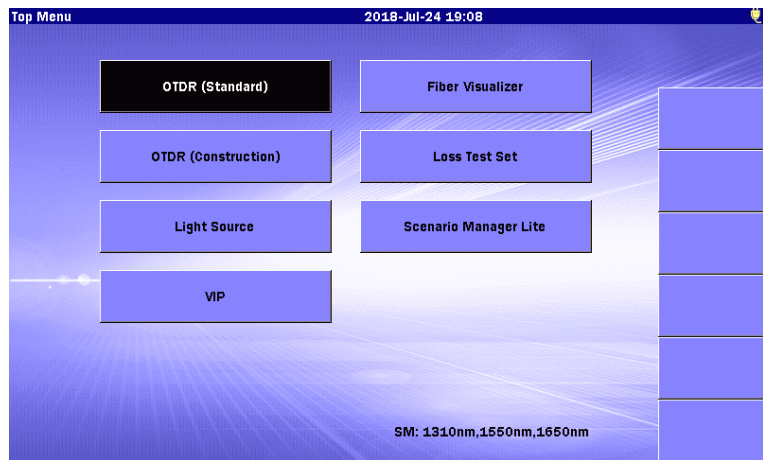 Top Menu 2018-Jul-24 19:08
OTDR (Standard) Fiber Visualizer
OTDR (Construction) Loss Test Set
Light Source Scenario Manager Lite
VIP
SM: 1310nm,1550nm,1650nm